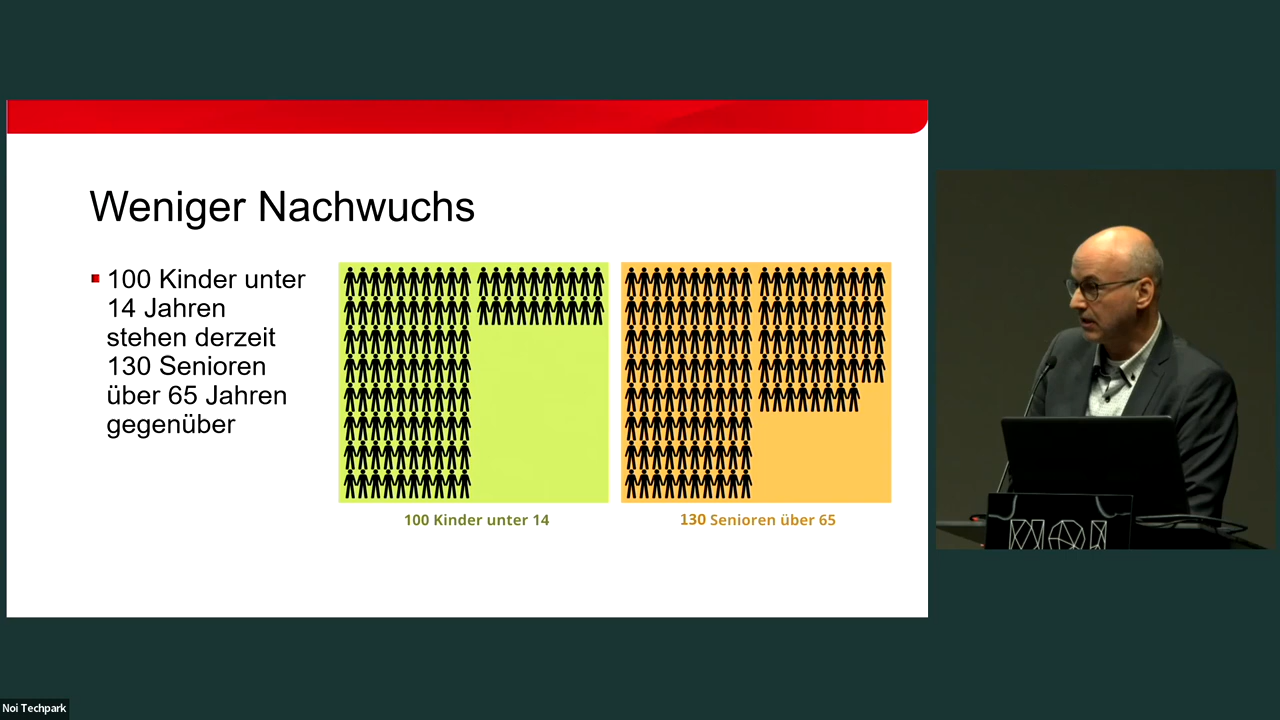 Weniger Nachwuchs
100 Kinder unter
14 Jahren
stehen derzeit
130 Senioren
über 65 Jahren
gegenüber
100 Kinder unter 14
130 Senioren über 65
NOI
Noi Techpark